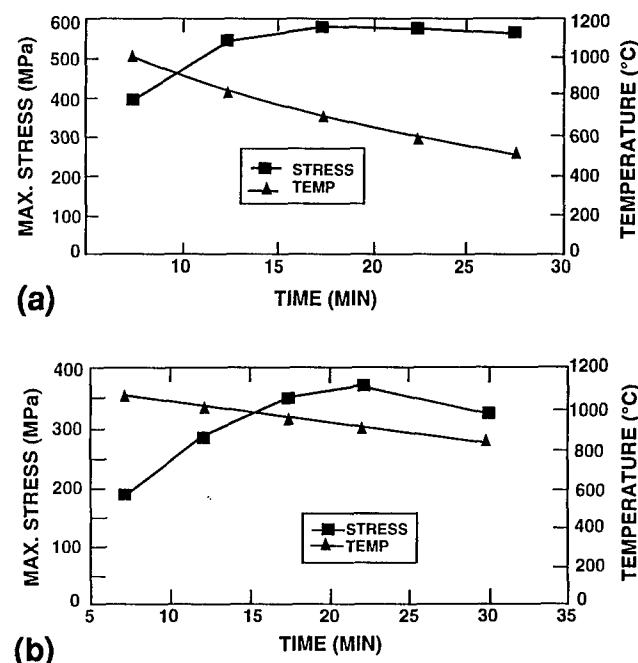 600
500
400
300
200
100
0
MAX. STRESS (MPa)
1200
1000
800
600
400
200
0
TEMPERATURE (°C)
STRESS
TEMP
10 15 20 25 30
TIME (MIN)
(a)
400
300
200
100
0
MAX. STRESS (MPa)
1200
1000
800
600
400
200
0
TEMPERATURE (°C)
STRESS
TEMP
5 10 15 20 25 30 35
TIME (MIN)
(b)